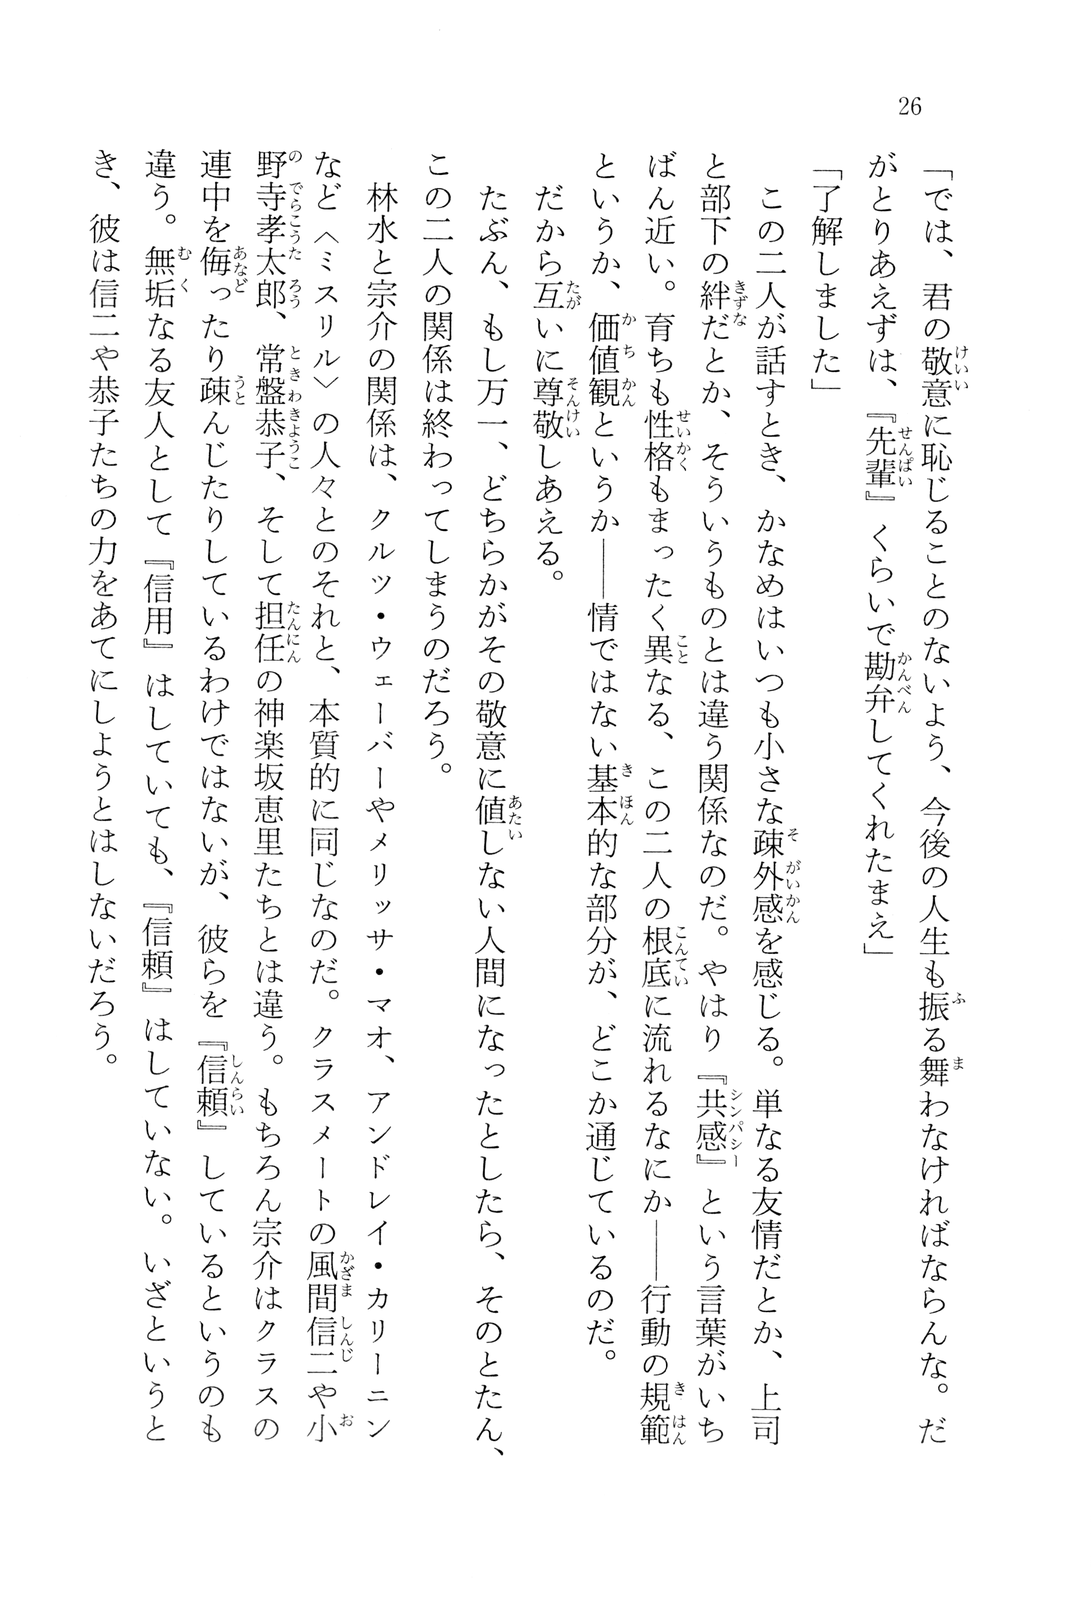 26
「では、君の敬意に恥じることのないよう、今後の人生も振る舞わなければならんな。だ
がとりあえずは、『先輩』くらいで勘弁してくれたまえ」
「了解しました」
　この二人が話すとき、かなめはいつも小さな疎外感を感じる。単なる友情だとか、上司
と部下の絆だとか、そういうものとは違う関係なのだ。やはり『共感』という言葉がいち
ばん近い。育ちも性格もまったく異なる、この二人の根底に流れるなにか――行動の規範
というか、価値観というか――情ではない基本的な部分が、どこか通じているのだ。
　だから互いに尊敬しあえる。
　たぶん、もし万一、どちらかがその敬意に値しない人間になったとしたら、そのとたん、
この二人の関係は終わってしまうのだろう。
　林水と宗介の関係は、クルツ・ウェーバーやメリッサ・マオ、アンドレイ・カリーニン
など〈ミスリル〉の人々とのそれと、本質的に同じなのだ。クラスメートの風間信二や小
野寺孝太郎、常盤恭子、そして担任の神楽坂恵里たちとは違う。もちろん宗介はクラスの
連中を侮ったり疎んじたりしているわけではないが、彼らを『信頼』しているというのも
違う。無垢なる友人として『信用』はしていても、『信頼』はしていない。いざというと
き、彼は信二や恭子たちの力をあてにしようとはしないだろう。